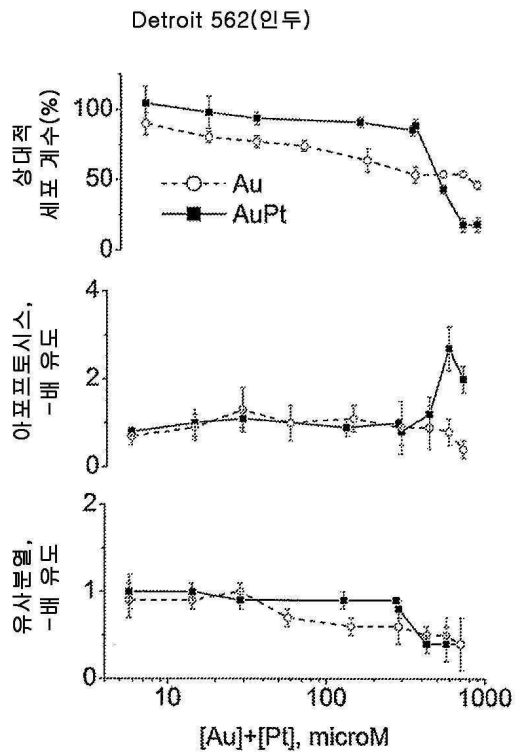 Detroit 562(인두)
상대적
세포 계수(%)
100
50
0
Au
AuPt
아포프토시스,
-배 유도
4
2
0
유사분열,
-배 유도
2
1
0
10
100
1000
[Au]+[Pt], microM